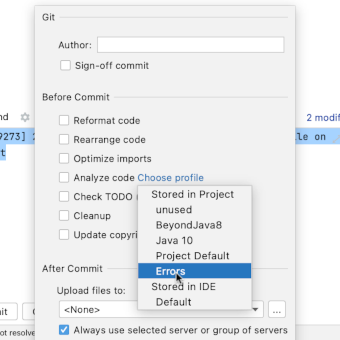 Git
Author:
Sign-off commit
Before Commit
nd
2 modif
Reformat code
9273]
le on
Rearrange code
t
Optimize imports
Analyze code Choose profile
Check TODO
Stored in Project
unused
Cleanup
BeyondJava8
Update copyri
Java 10
Project Default
After Commit
Errors
Stored in IDE
Upload files to:
Default
<None>
...
Always use selected server or group of servers
it
not resolve